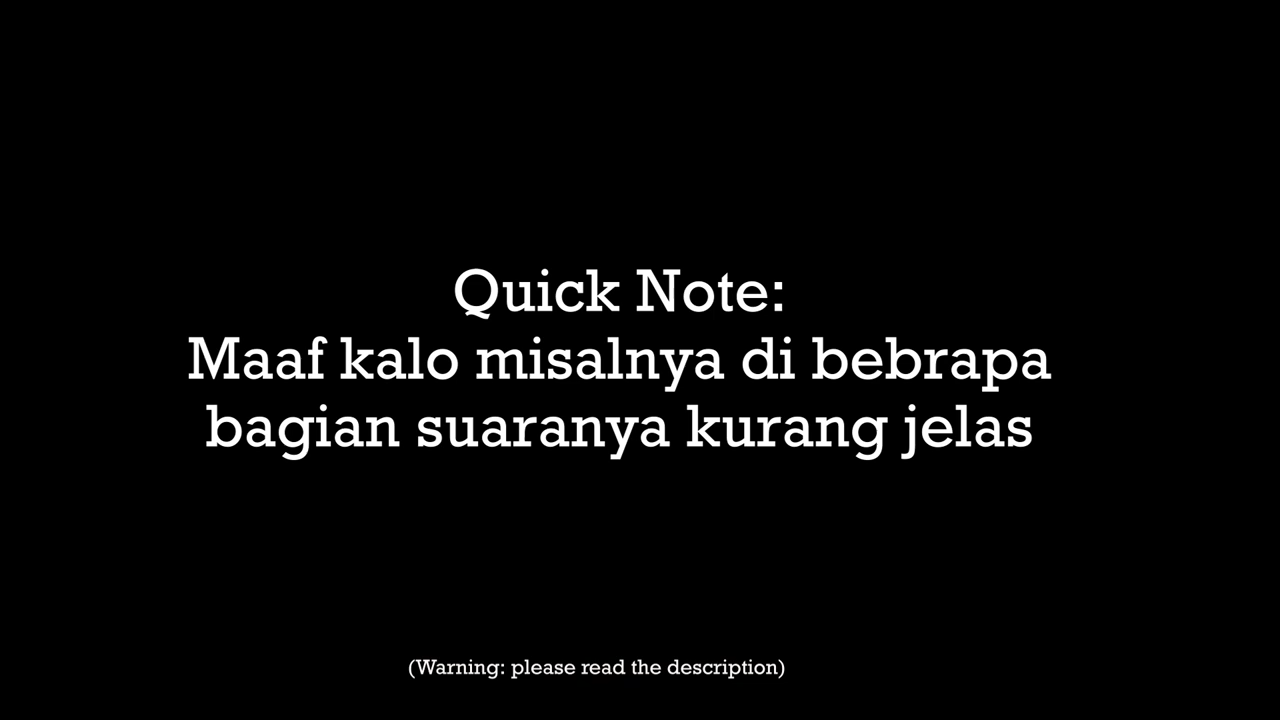 Quick Note:
Maaf kalo misalnya di bebrapa
bagian suaranya kurang jelas
(Warning: please read the description)